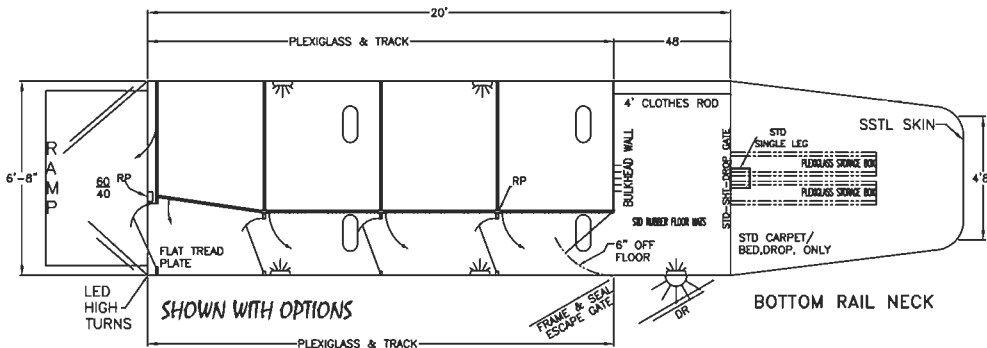 20'
PLEXIGLASS & TRACK
48
4' CLOTHES ROD
SSTL SKIN
STD
SINGLE LEG
RAMP
6'-8"
60
40
RP
RP
BULKHEAD WALL
STD-SHT-DROP GATE
PLEXIGLASS STORAGE BOX
PLEXIGLASS STORAGE BOX
4'8
STD RUBBER FLOOR MATS
FLAT TREAD
PLATE
6" OFF
FLOOR
STD CARPET/
BED,DROP, ONLY
LED
HIGH
TURNS
SHOWN WITH OPTIONS
FRAME & SEAL
ESCAPE GATE
DR
BOTTOM RAIL NECK
PLEXIGLASS & TRACK